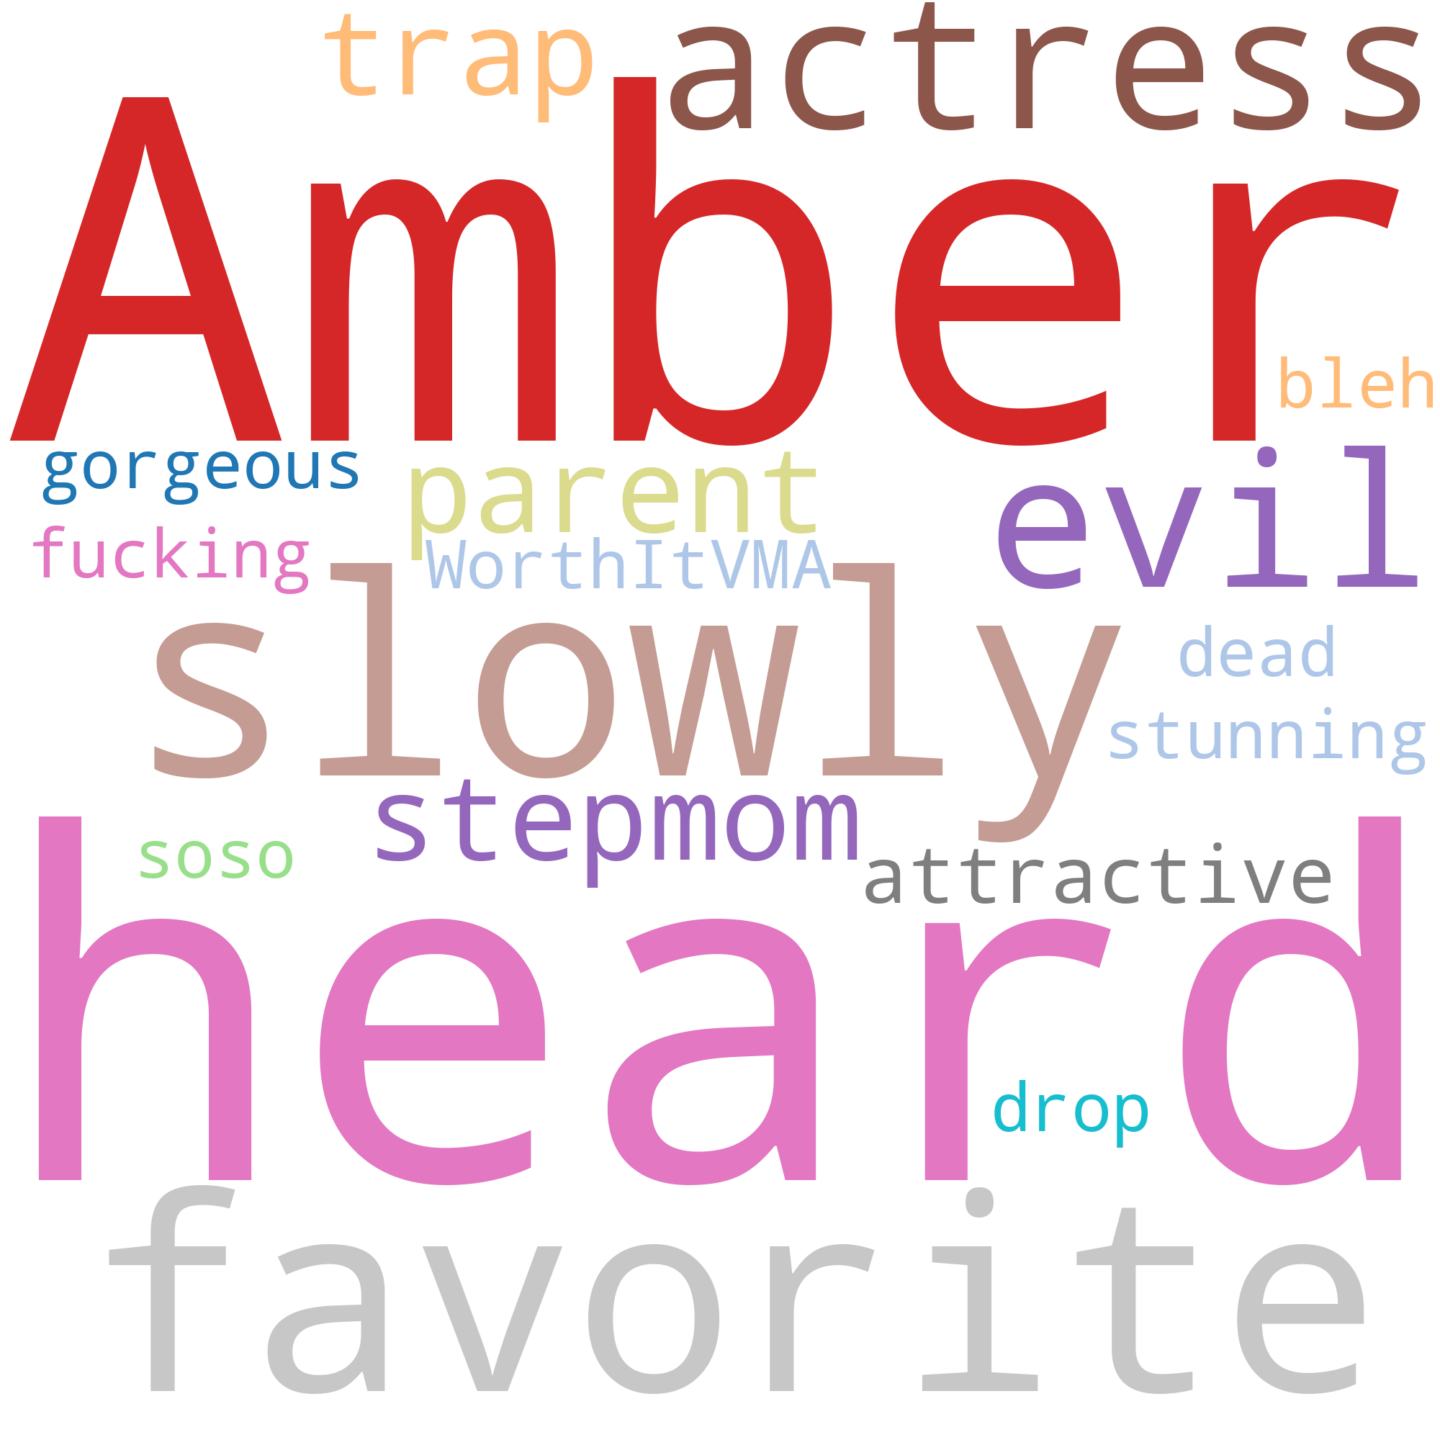 trap actress
Amber
bleh
gorgeous parent evil
fucking WorthItVMA
slowly dead
stunning
stepmom
soso attractive
heard
drop
favorite